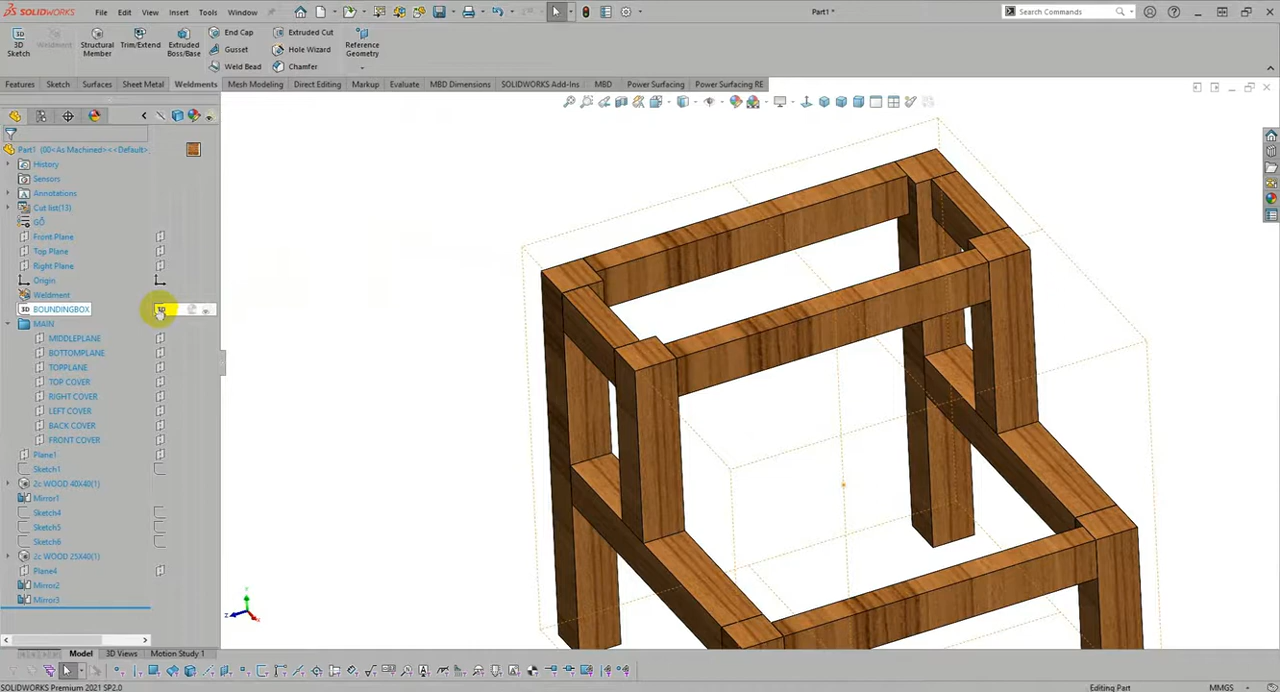 SOLIDWORKS File Edit View Insert Tools Window Part1 * Search Commands
3D Sketch Weldment Structural Member Trim/Extend Extruded Boss/Base End Cap Gusset Weld Bead Extruded Cut Hole Wizard Chamfer Reference Geometry
Features Sketch Surfaces Sheet Metal Weldments Mesh Modeling Direct Editing Markup Evaluate MBD Dimensions SOLIDWORKS Add-Ins MBD Power Surfacing Power Surfacing RE
Part1 (00<As Machined><<Default>
History
Sensors
Annotations
Cut list(13)
GỖ
Front Plane
Top Plane
Right Plane
Origin
Weldment
3D BOUNDINGBOX 3D
MAIN
MIDDLEPLANE
BOTTOMPLANE
TOPPLANE
TOP COVER
RIGHT COVER
LEFT COVER
BACK COVER
FRONT COVER
Plane1
Sketch1
2c WOOD 40X40(1)
Mirror1
Sketch4
Sketch5
Sketch6
2c WOOD 25X40(1)
Plane4
Mirror2
Mirror3
Model 3D Views Motion Study 1
SOLIDWORKS Premium 2021 SP2.0 Editing Part MMGS